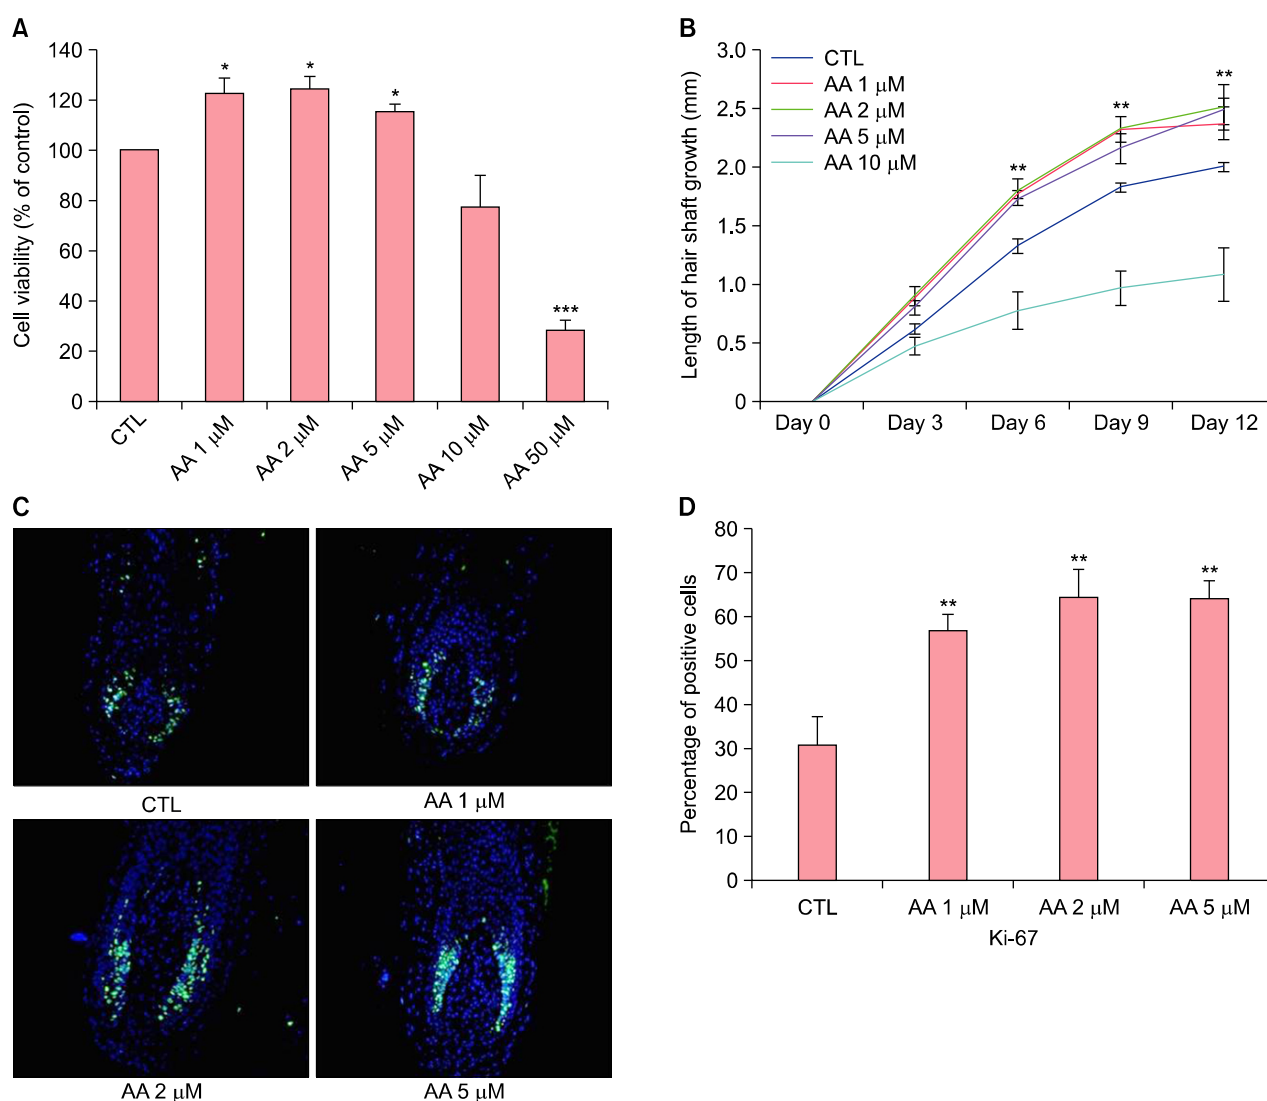 A
Cell viability (% of control)
140
120
100
80
60
40
20
0
*
*
*
***
CTL
AA 1 μM
AA 2 μM
AA 5 μM
AA 10 μM
AA 50 μM
B
Length of hair shaft growth (mm)
3.0
2.5
2.0
1.5
1.0
0.5
0
CTL
AA 1 μM
AA 2 μM
AA 5 μM
AA 10 μM
**
**
**
Day 0
Day 3
Day 6
Day 9
Day 12
C
CTL
AA 1 μM
AA 2 μM
AA 5 μM
D
Percentage of positive cells
80
70
60
50
40
30
20
10
0
**
**
**
CTL
AA 1 μM
AA 2 μM
AA 5 μM
Ki-67